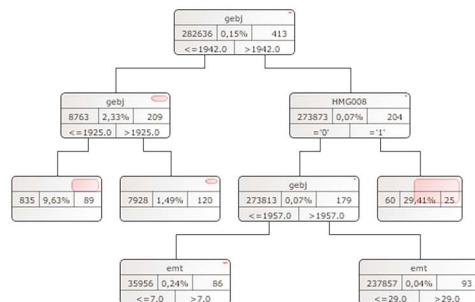 gebj
282636 0,15% 413
<=1942.0 >1942.0
gebj
8763 2,33% 209
<=1925.0 >1925.0
HMG008
273873 0,07% 204
='0' ='1'
835 9,63% 89
7928 1,49% 120
gebj
273813 0,07% 179
<=1957.0 >1957.0
60 29,41% 25
emt
35956 0,24% 86
<=7.0 >7.0
emt
237857 0,04% 93
<=29.0 >29.0